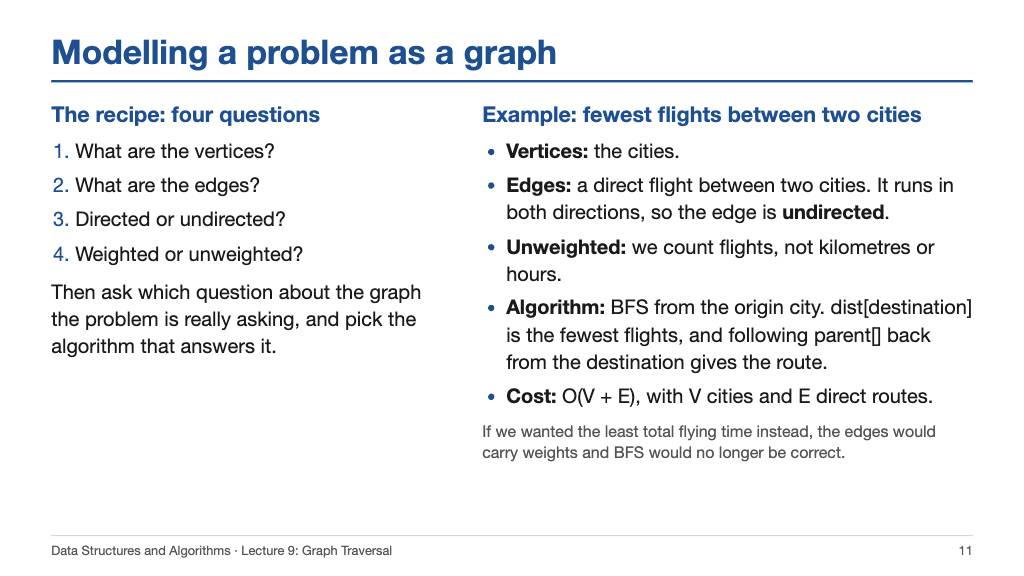 Modelling a problem as a graph
The recipe: four questions
1. What are the vertices?
2. What are the edges?
3. Directed or undirected?
4. Weighted or unweighted?
Then ask which question about the graph
the problem is really asking, and pick the
algorithm that answers it.
Example: fewest flights between two cities
• Vertices: the cities.
• Edges: a direct flight between two cities. It runs in
both directions, so the edge is undirected.
• Unweighted: we count flights, not kilometres or
hours.
• Algorithm: BFS from the origin city. dist[destination]
is the fewest flights, and following parent[] back
from the destination gives the route.
• Cost: O(V + E), with V cities and E direct routes.
If we wanted the least total flying time instead, the edges would
carry weights and BFS would no longer be correct.
Data Structures and Algorithms · Lecture 9: Graph Traversal
11